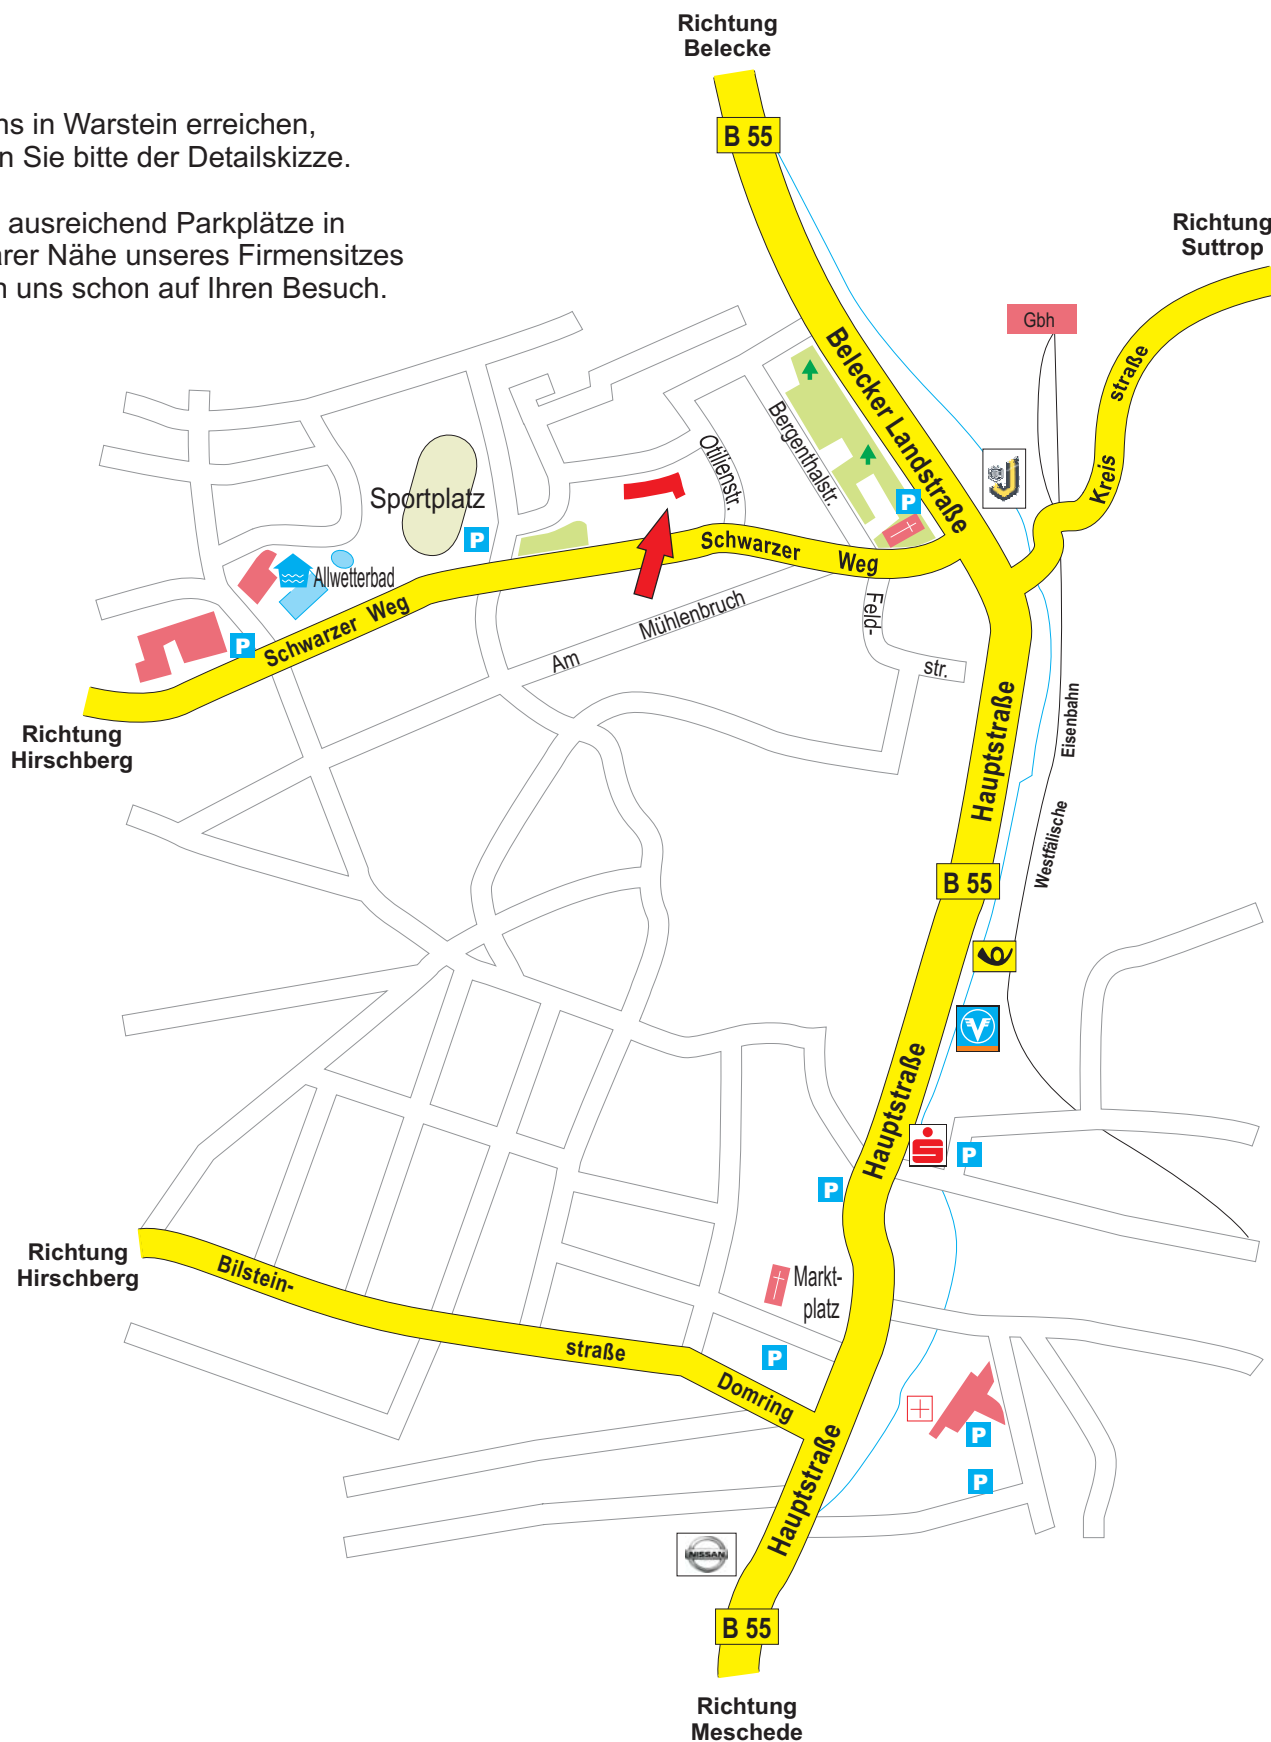 Richtung
Belecke
ns in Warstein erreichen,
n Sie bitte der Detailskizze.
ausreichend Parkplätze in
arer Nähe unseres Firmensitzes
n uns schon auf Ihren Besuch.
B 55
Richtung
Suttrop
Gbh
Belecker Landstraße
Kreis
straße
Bergenthalstr.
Otilienstr.
Sportplatz
P
P
Schwarzer Weg
Allwetterbad
P
Schwarzer Weg
Mühlenbruch
Am
Feld-
str.
Richtung
Hirschberg
Hauptstraße
Eisenbahn
Westfälische
B 55
Hauptstraße
P
P
Richtung
Hirschberg
Bilstein-
straße
Markt-
platz
P
Domring
P
P
Hauptstraße
NISSAN
B 55
Richtung
Meschede